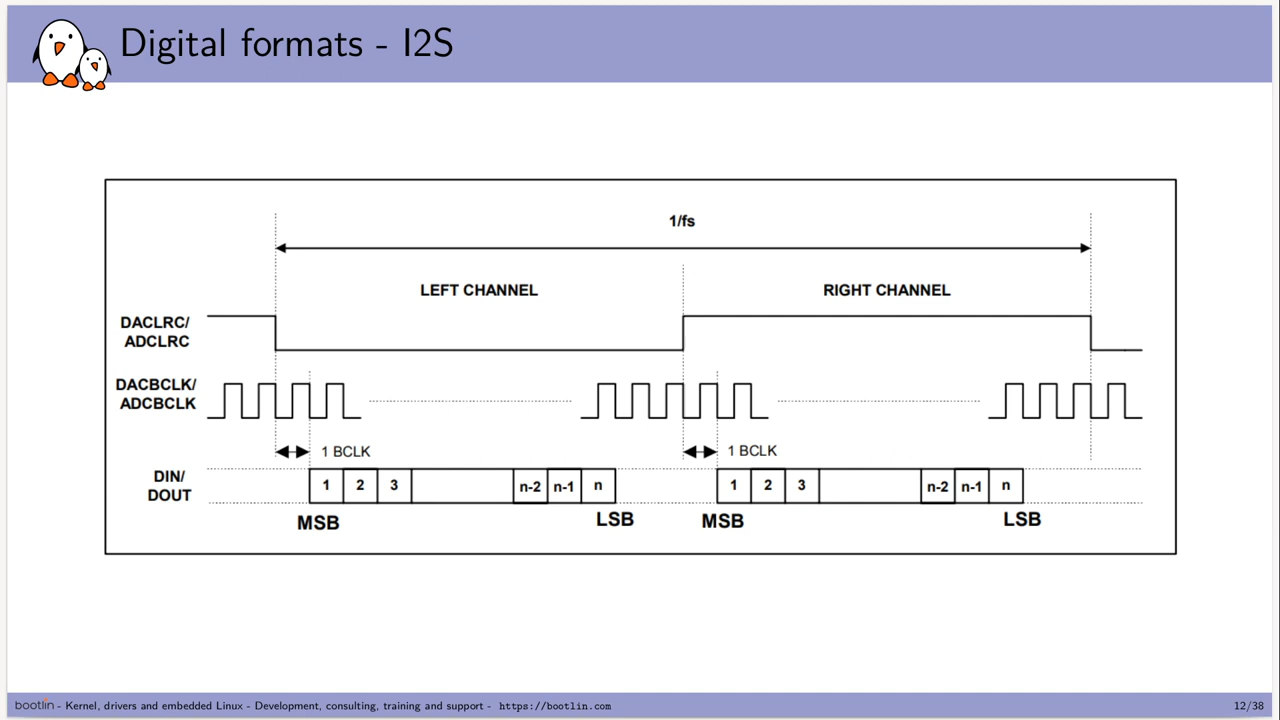 Digital formats - I2S
1/fs
LEFT CHANNEL
RIGHT CHANNEL
DACLRC/
ADCLRC
DACBCLK/
ADCBCLK
1 BCLK
1 BCLK
DIN/
DOUT
1 2 3 n-2 n-1 n 1 2 3 n-2 n-1 n
MSB LSB MSB LSB
bootlin - Kernel, drivers and embedded Linux - Development, consulting, training and support - https://bootlin.com 12/38